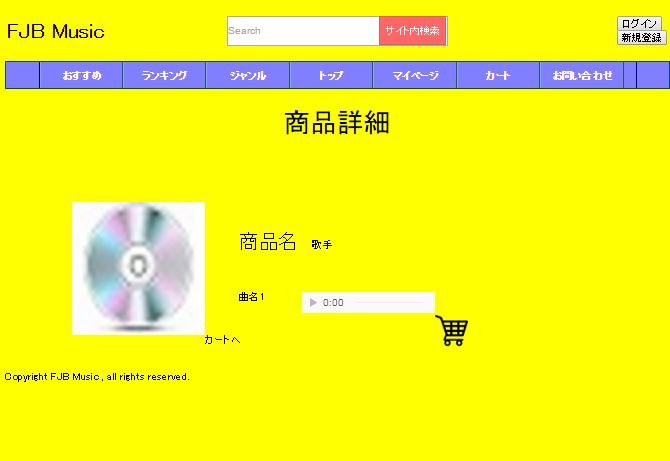 FJB Music
Search サイト内検索
ログイン
新規登録
おすすめ ランキング ジャンル トップ マイページ カート お問い合わせ
商品詳細
商品名 歌手
曲名1 0:00
カートへ
Copyright FJB Music , all rights reserved.